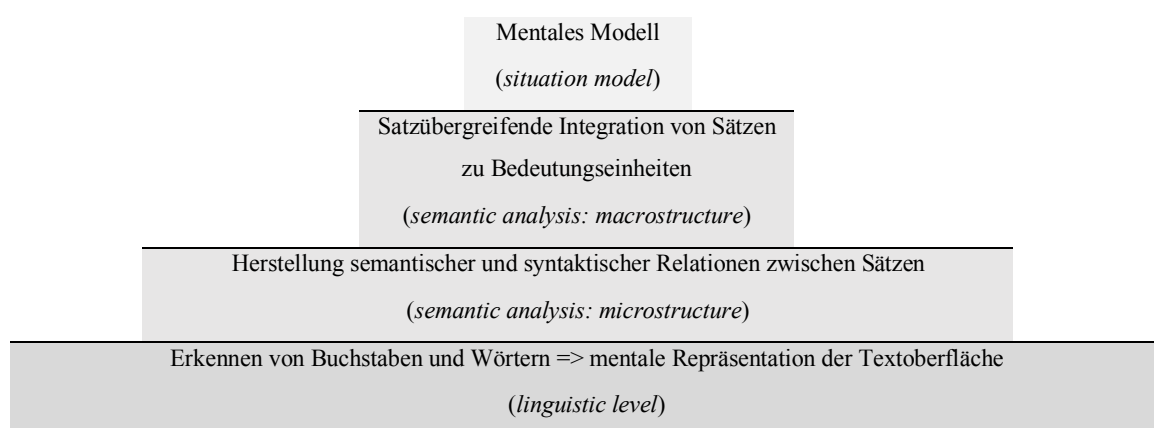 Mentales Modell
(situation model)
Satzübergreifende Integration von Sätzen
zu Bedeutungseinheiten
(semantic analysis: macrostructure)
Herstellung semantischer und syntaktischer Relationen zwischen Sätzen
(semantic analysis: microstructure)
Erkennen von Buchstaben und Wörtern => mentale Repräsentation der Textoberfläche
(linguistic level)